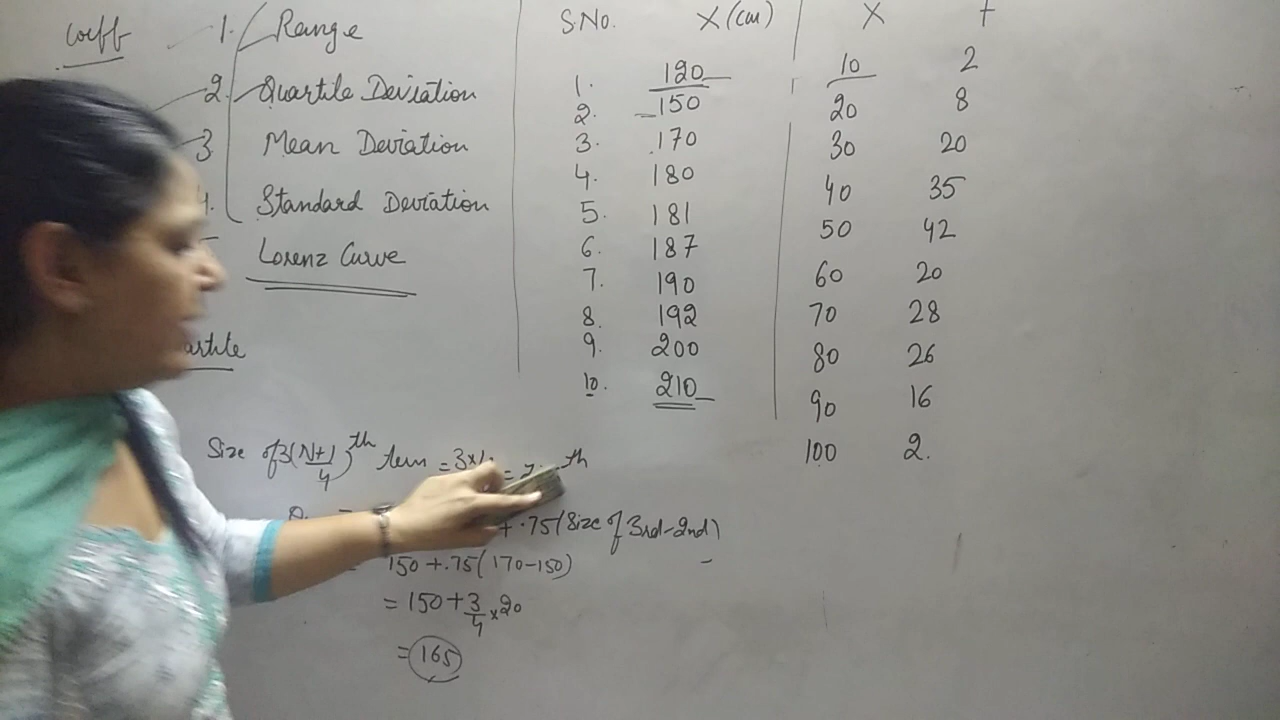 coeff
1. Range
2. Quartile Deviation
3 Mean Deviation
4. Standard Deviation
Lorenz Curve
S.No. X (cm)
1. 120
2. 150
3. 170
4. 180
5. 181
6. 187
7. 190
8. 192
9. 200
10. 210
X f
10 2
20 8
30 20
40 35
50 42
60 20
70 28
80 26
90 16
100 2.
Size of 3(N+1/4)th term = 3x = th
+ .75 (Size of 3rd-2nd)
150 + .75 (170-150)
= 150 + 3/4 x 20
= 165